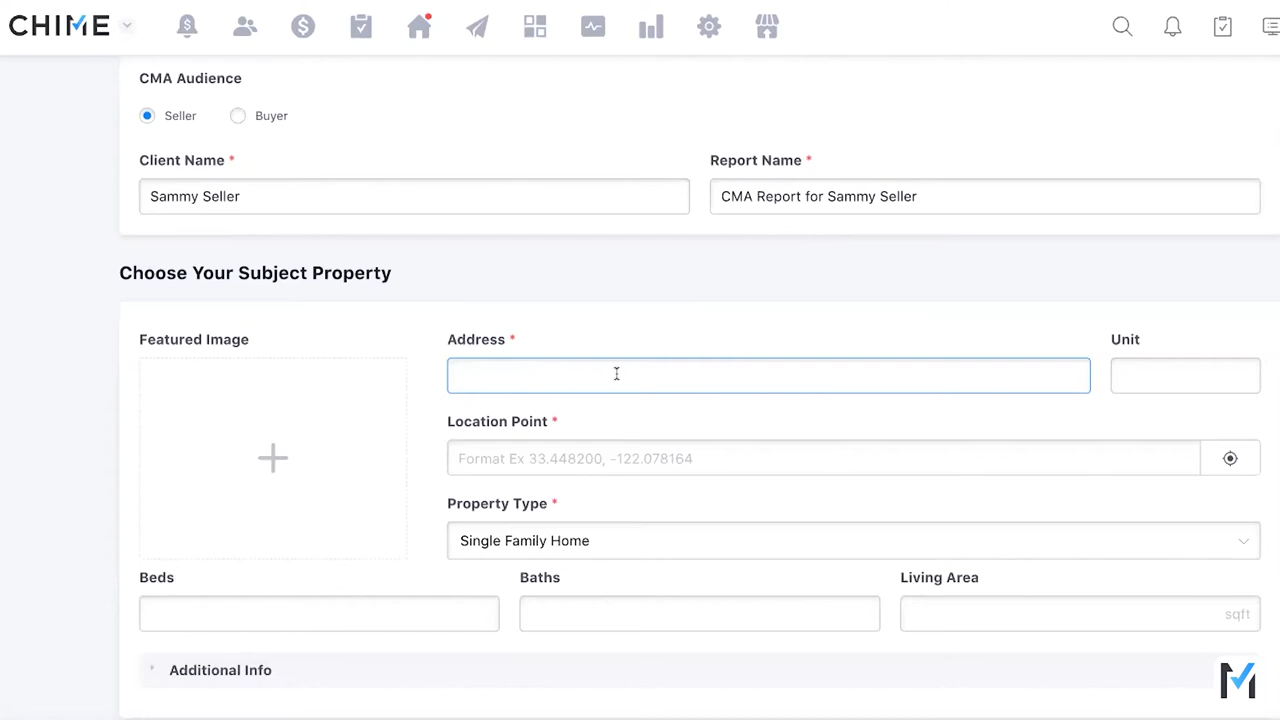 CHIME
CMA Audience
Seller Buyer
Client Name * Report Name *
Sammy Seller CMA Report for Sammy Seller
Choose Your Subject Property
Featured Image Address * Unit
Location Point *
Format Ex 33.448200, -122.078164
Property Type *
Single Family Home
Beds Baths Living Area
sqft
Additional Info